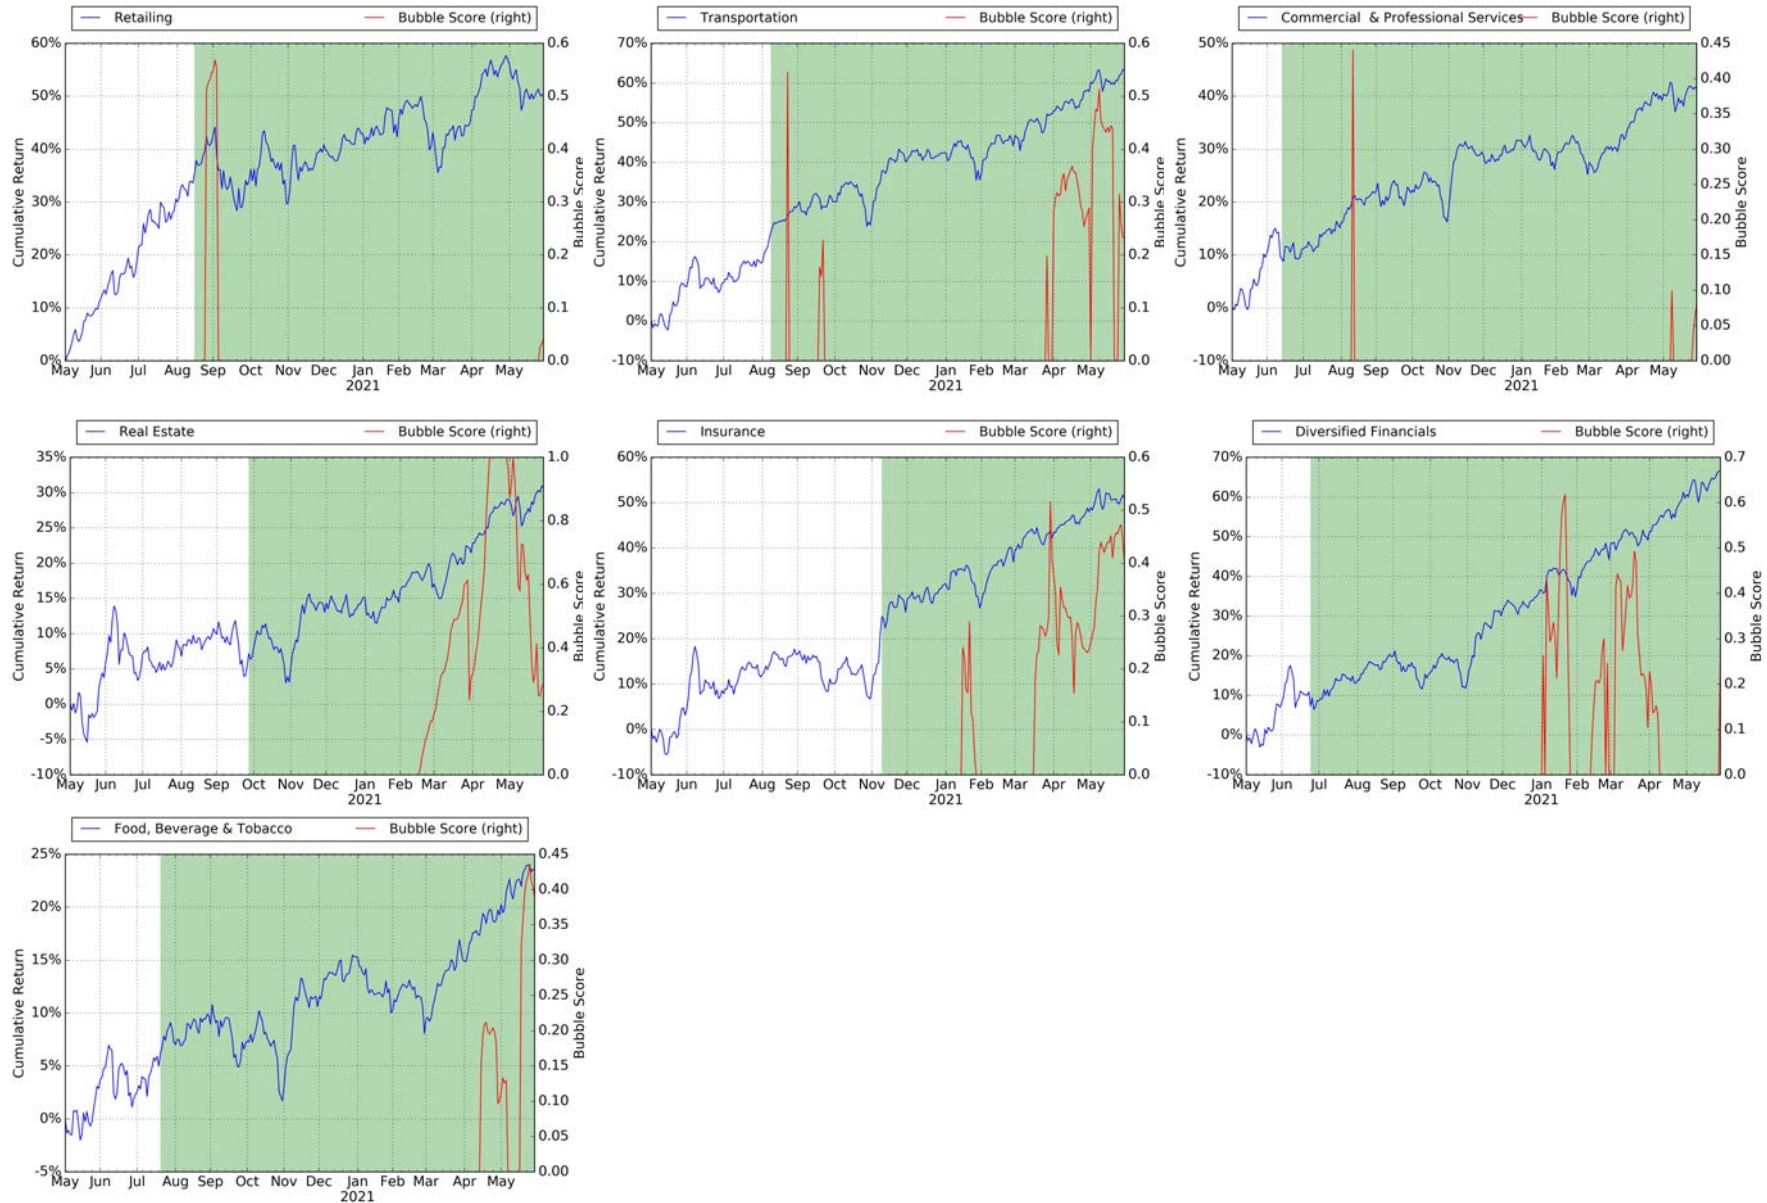 Retailing Bubble Score (right)
60% 50% 40% 30% 20% 10% 0%
Cumulative Return
0.6 0.5 0.4 0.3 0.2 0.1 0.0
Bubble Score
May Jun Jul Aug Sep Oct Nov Dec Jan Feb Mar Apr May
2021
Transportation Bubble Score (right)
70% 60% 50% 40% 30% 20% 10% 0% -10%
Cumulative Return
0.6 0.5 0.4 0.3 0.2 0.1 0.0
Bubble Score
May Jun Jul Aug Sep Oct Nov Dec Jan Feb Mar Apr May
2021
Commercial & Professional Services Bubble Score (right)
50% 40% 30% 20% 10% 0% -10%
Cumulative Return
0.45 0.40 0.35 0.30 0.25 0.20 0.15 0.10 0.05 0.00
Bubble Score
May Jun Jul Aug Sep Oct Nov Dec Jan Feb Mar Apr May
2021
Real Estate Bubble Score (right)
35% 30% 25% 20% 15% 10% 5% 0% -5% -10%
Cumulative Return
1.0 0.8 0.6 0.4 0.2 0.0
Bubble Score
May Jun Jul Aug Sep Oct Nov Dec Jan Feb Mar Apr May
2021
Insurance Bubble Score (right)
60% 50% 40% 30% 20% 10% 0% -10%
Cumulative Return
0.6 0.5 0.4 0.3 0.2 0.1 0.0
Bubble Score
May Jun Jul Aug Sep Oct Nov Dec Jan Feb Mar Apr May
2021
Diversified Financials Bubble Score (right)
70% 60% 50% 40% 30% 20% 10% 0% -10%
Cumulative Return
0.7 0.6 0.5 0.4 0.3 0.2 0.1 0.0
Bubble Score
May Jun Jul Aug Sep Oct Nov Dec Jan Feb Mar Apr May
2021
Food, Beverage & Tobacco Bubble Score (right)
25% 20% 15% 10% 5% 0% -5%
Cumulative Return
0.45 0.40 0.35 0.30 0.25 0.20 0.15 0.10 0.05 0.00
Bubble Score
May Jun Jul Aug Sep Oct Nov Dec Jan Feb Mar Apr May
2021